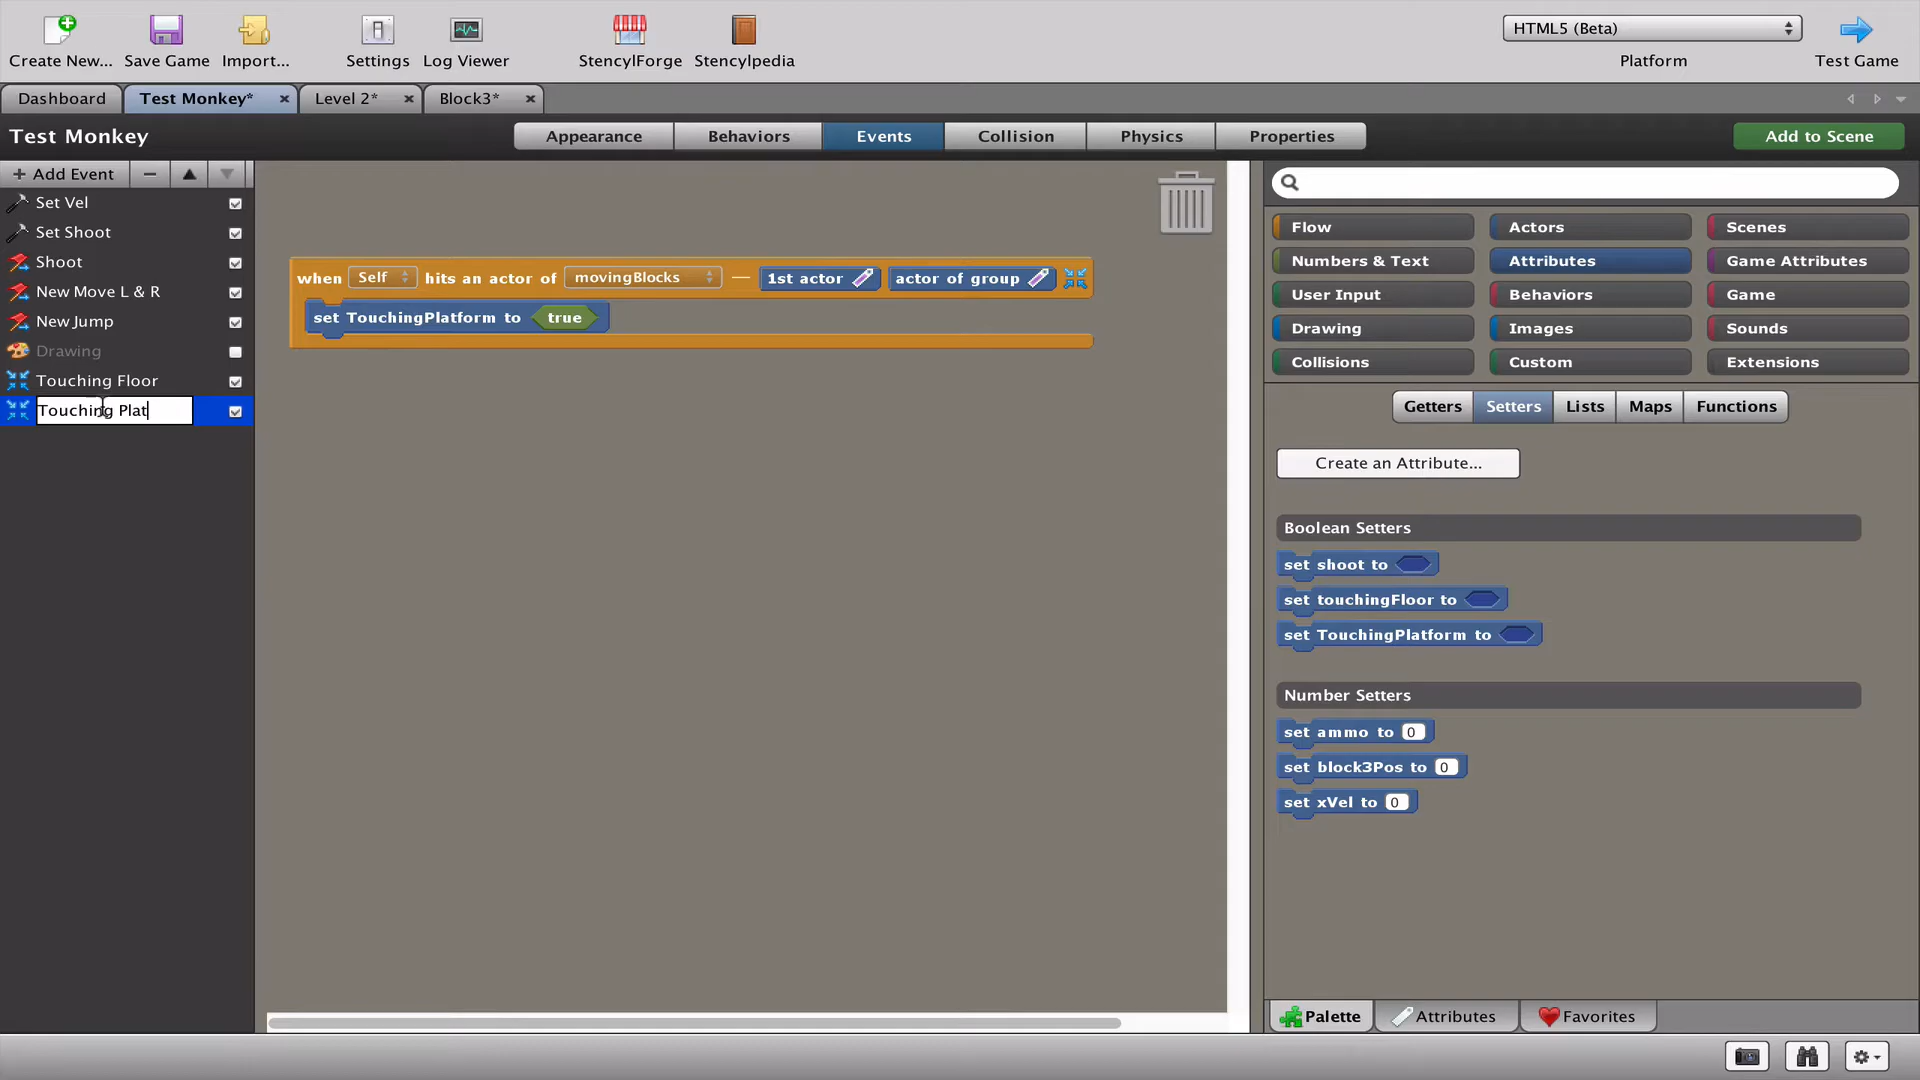 Create New... Save Game Import... Settings Log Viewer StencylForge Stencylpedia HTML5 (Beta) Platform Test Game
Dashboard Test Monkey* Level 2* Block3*
Test Monkey Appearance Behaviors Events Collision Physics Properties Add to Scene
Add Event
Set Vel
Set Shoot
Shoot
New Move L & R
New Jump
Drawing
Touching Floor
Touching Plat
when Self hits an actor of movingBlocks — 1st actor actor of group
set TouchingPlatform to true
Flow Actors Scenes
Numbers & Text Attributes Game Attributes
User Input Behaviors Game
Drawing Images Sounds
Collisions Custom Extensions
Getters Setters Lists Maps Functions
Create an Attribute...
Boolean Setters
set shoot to
set touchingFloor to
set TouchingPlatform to
Number Setters
set ammo to 0
set block3Pos to 0
set xVel to 0
Palette Attributes Favorites